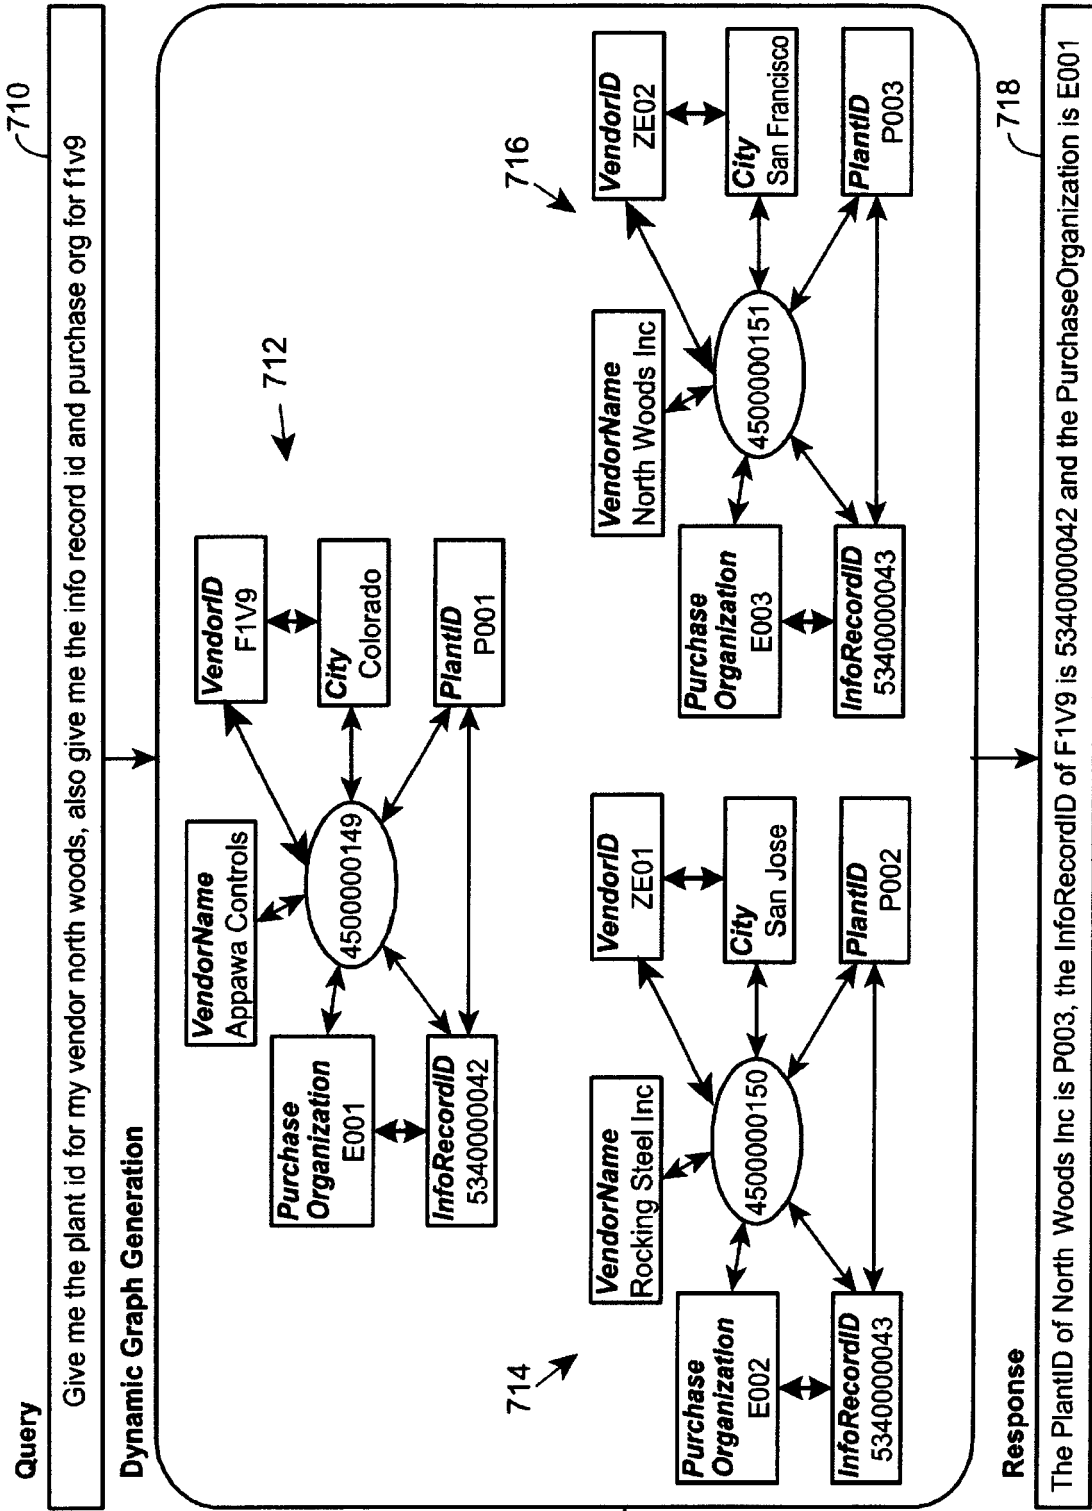 Query
710
Give me the plant id for my vendor north woods, also give me the info record id and purchase org for f1v9
Dynamic Graph Generation
712
VendorName
Appawa Controls
VendorID
F1V9
Purchase
Organization
E001
4500000149
City
Colorado
InfoRecordID
5340000042
PlantID
P001
714
VendorName
Rocking Steel Inc
VendorID
ZE01
Purchase
Organization
E002
4500000150
City
San Jose
InfoRecordID
5340000043
PlantID
P002
716
VendorName
North Woods Inc
VendorID
ZE02
Purchase
Organization
E003
4500000151
City
San Francisco
InfoRecordID
5340000043
PlantID
P003
Response
718
The PlantID of North Woods Inc is P003, the InfoRecordID of F1V9 is 5340000042 and the PurchaseOrganization is E001